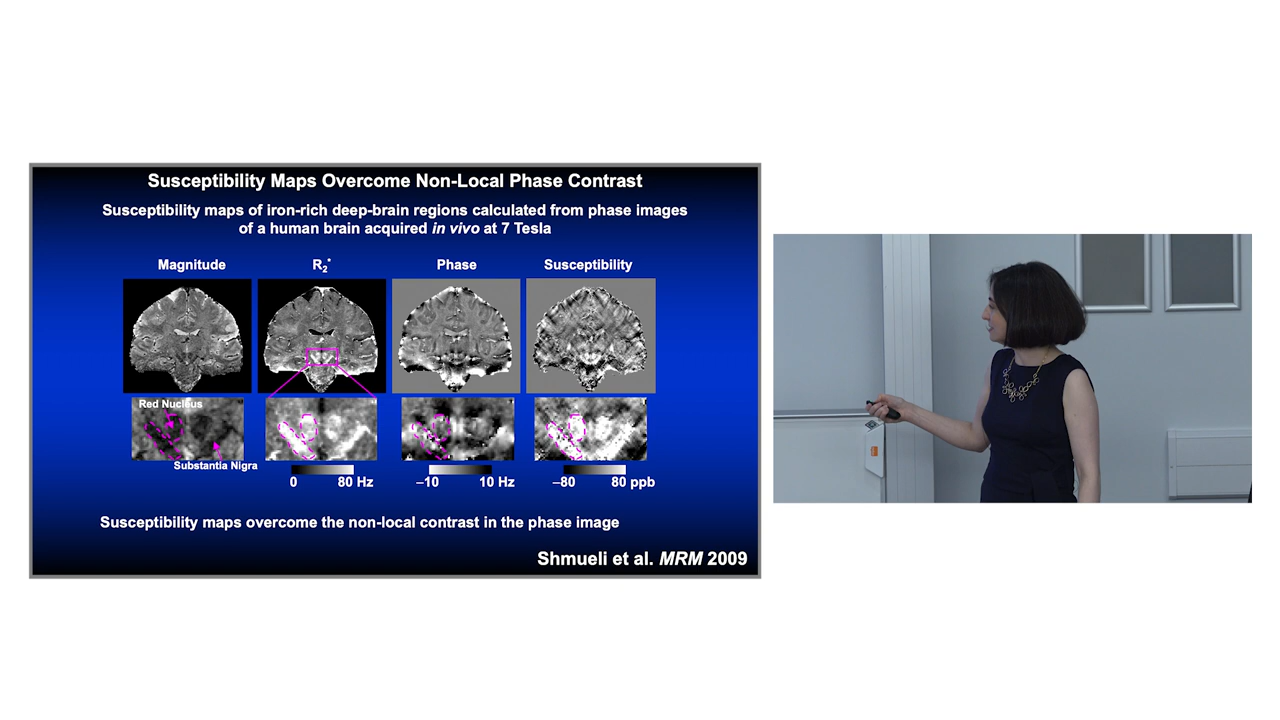 Susceptibility Maps Overcome Non-Local Phase Contrast
Susceptibility maps of iron-rich deep-brain regions calculated from phase images
of a human brain acquired in vivo at 7 Tesla
Magnitude R2* Phase Susceptibility
Red Nucleus
Substantia Nigra
0 80 Hz –10 10 Hz –80 80 ppb
Susceptibility maps overcome the non-local contrast in the phase image
Shmueli et al. MRM 2009